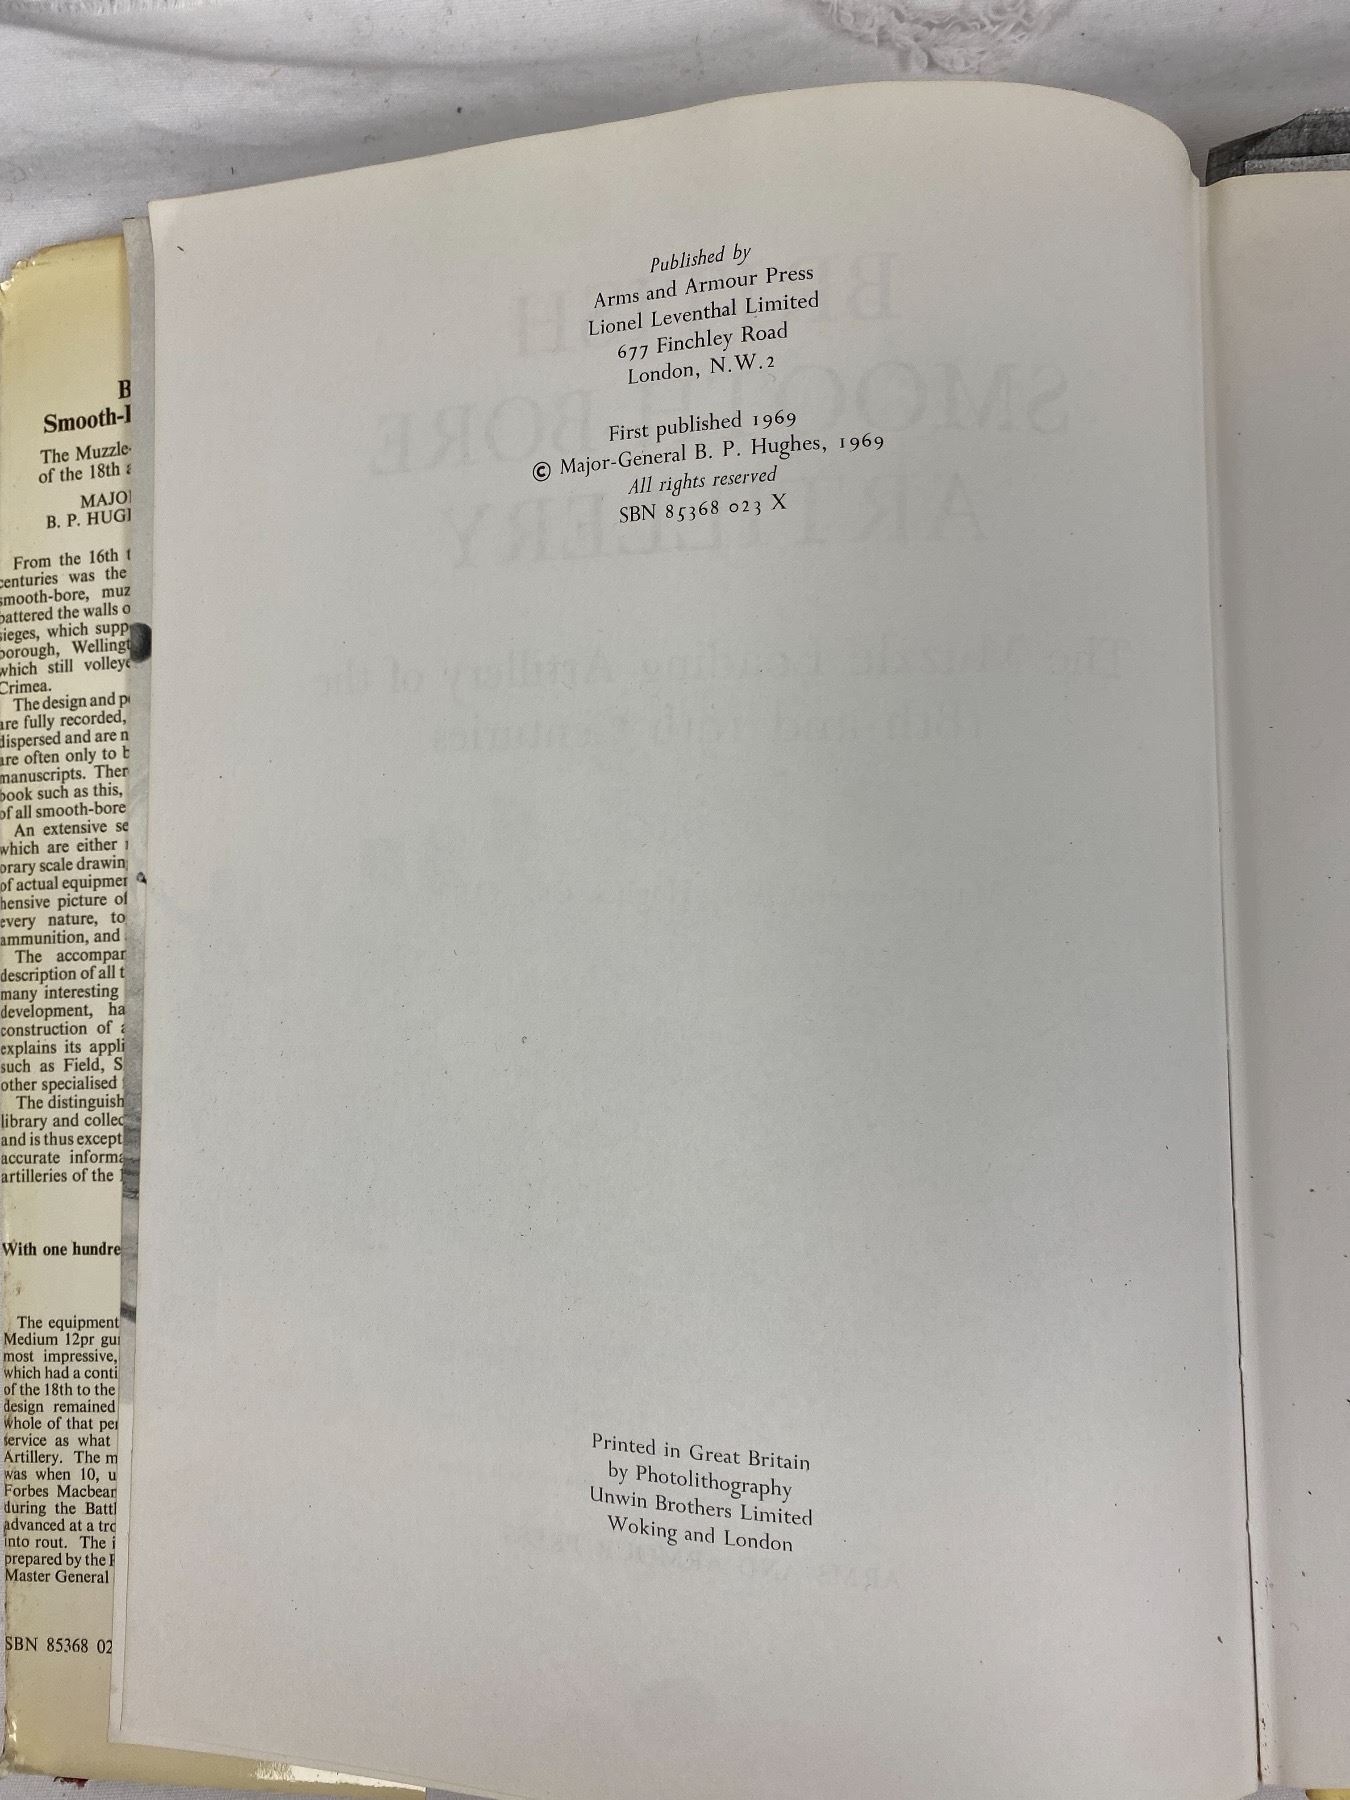 Published by
Arms and Armour Press
Lionel Leventhal Limited
677 Finchley Road
London, N.W.2
First published 1969
© Major-General B. P. Hughes, 1969
All rights reserved
SBN 85368 023 X
Printed in Great Britain
by Photolithography
Unwin Brothers Limited
Woking and London
B
Smooth-
The Muzzle-
of the 18th
MAJO
B. P. HUG
From the 16th t
centuries was the
smooth-bore, muz
battered the walls o
sieges, which supp
borough, Welling
which still volley
Crimea.
The design and p
are fully recorded,
dispersed and are n
are often only to b
manuscripts. Ther
book such as this,
of all smooth-bore
An extensive se
which are either
orary scale drawin
of actual equipmen
hensive picture of
every nature, to
ammunition, and
The accompan
description of all t
many interesting
development, ha
construction of
explains its appli
such as Field, S
other specialised
The distinguish
library and collec
and is thus except
accurate informa
artilleries of the
With one hundre
The equipment
Medium 12pr gu
most impressive,
which had a conti
of the 18th to the
design remained
whole of that per
service as what
Artillery. The m
was when 10, u
Forbes Macbean
during the Battl
advanced at a tro
into rout. The i
prepared by the
Master General
SBN 85368 02